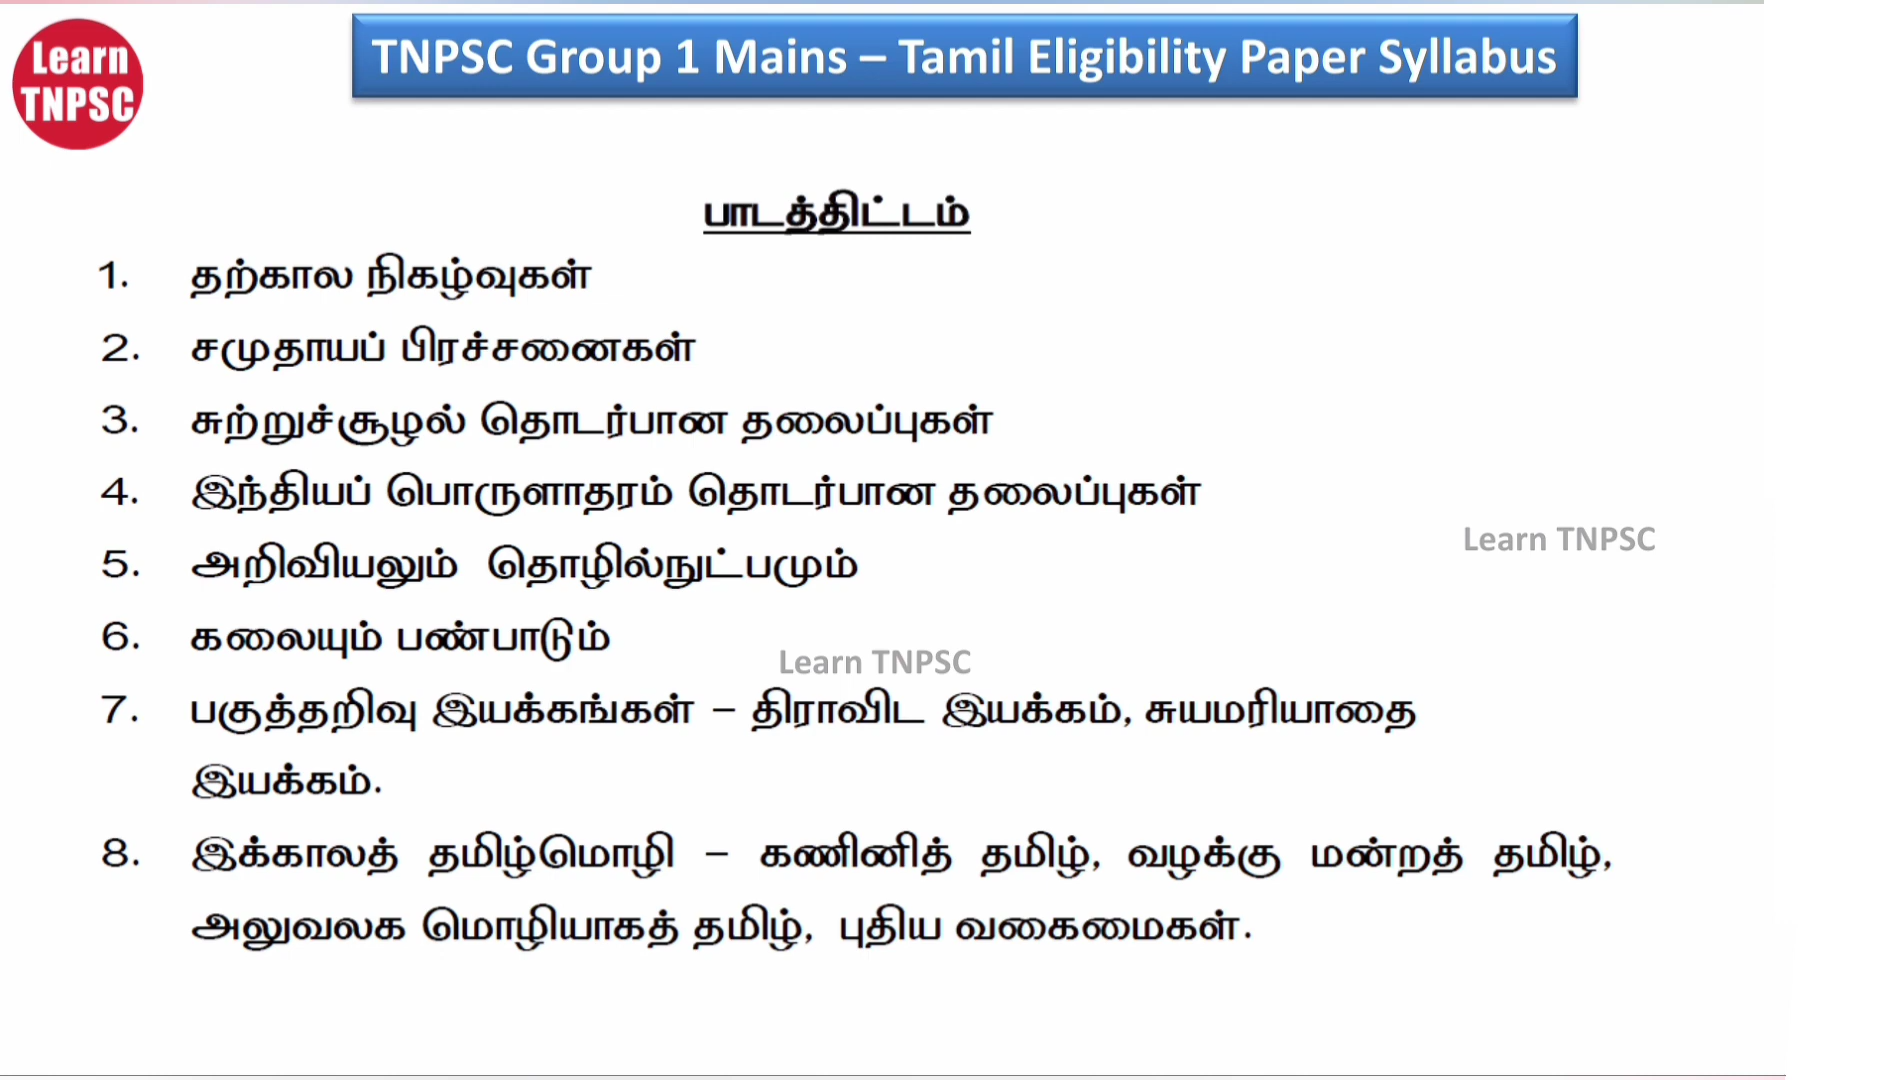 Learn
TNPSC
TNPSC Group 1 Mains – Tamil Eligibility Paper Syllabus
பாடத்திட்டம்
1. தற்கால நிகழ்வுகள்
2. சமுதாயப் பிரச்சனைகள்
3. சுற்றுச்சூழல் தொடர்பான தலைப்புகள்
4. இந்தியப் பொருளாதரம் தொடர்பான தலைப்புகள்
Learn TNPSC
5. அறிவியலும் தொழில்நுட்பமும்
6. கலையும் பண்பாடும்
Learn TNPSC
7. பகுத்தறிவு இயக்கங்கள் – திராவிட இயக்கம், சுயமரியாதை
இயக்கம்.
8. இக்காலத் தமிழ்மொழி – கணினித் தமிழ், வழக்கு மன்றத் தமிழ்,
அலுவலக மொழியாகத் தமிழ், புதிய வகைமைகள்.